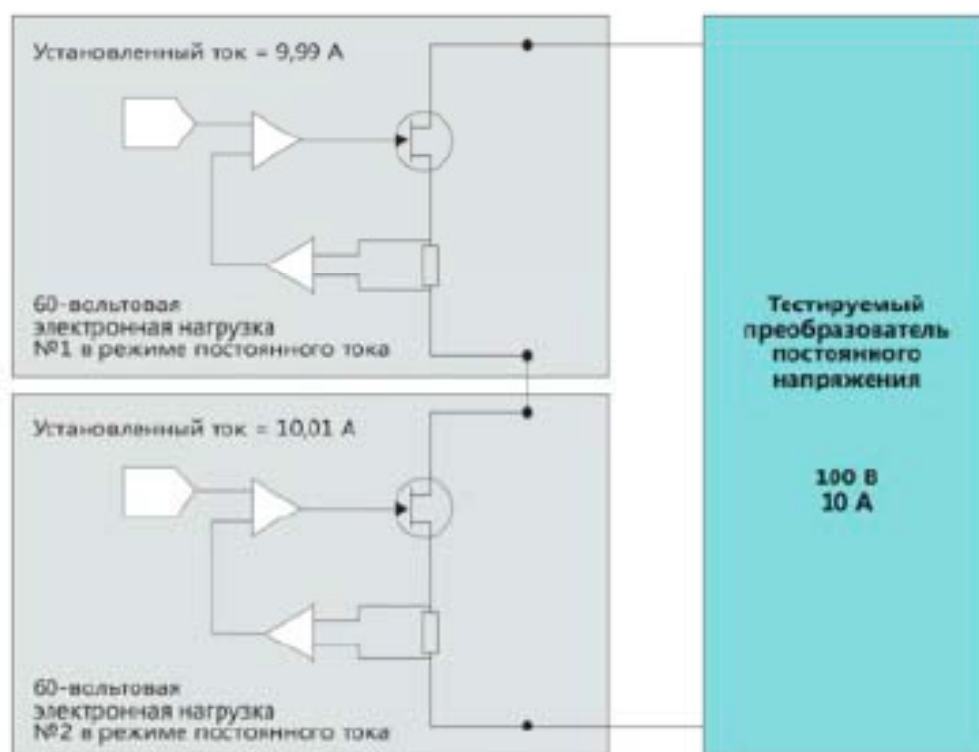 Установленный ток = 9,99 А
60-вольтовая
электронная нагрузка
№1 в режиме постоянного тока
Установленный ток = 10,01 А
60-вольтовая
электронная нагрузка
№2 в режиме постоянного тока
Тестируемый
преобразователь
постоянного
напряжения
100 В
10 А